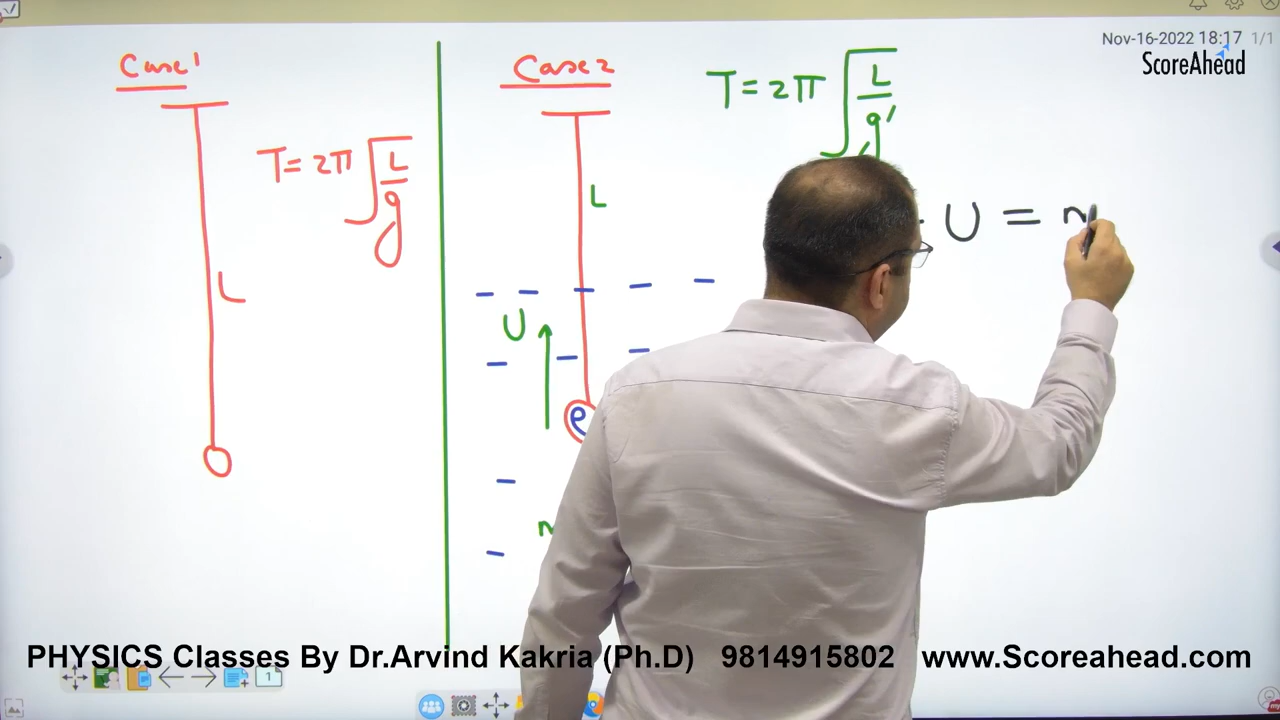 Nov-16-2022 18:17 1/1
ScoreAhead
Case 1
T = 2π √L/g
L
Case 2
T = 2π √L/g'
L
U = m
U
ρ
PHYSICS Classes By Dr.Arvind Kakria (Ph.D) 9814915802 www.Scoreahead.com
1